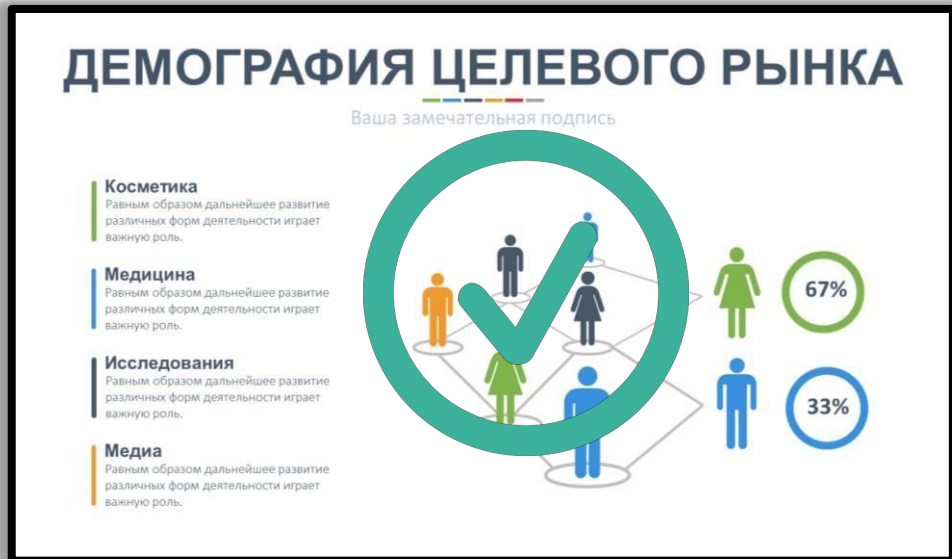 ДЕМОГРАФИЯ ЦЕЛЕВОГО РЫНКА
Ваша замечательная подпись
Косметика
Равным образом дальнейшее развитие
различных форм деятельности играет
важную роль.
Медицина
Равным образом дальнейшее развитие
различных форм деятельности играет
важную роль.
Исследования
Равным образом дальнейшее развитие
различных форм деятельности играет
важную роль.
Медиа
Равным образом дальнейшее развитие
различных форм деятельности играет
важную роль.
67%
33%